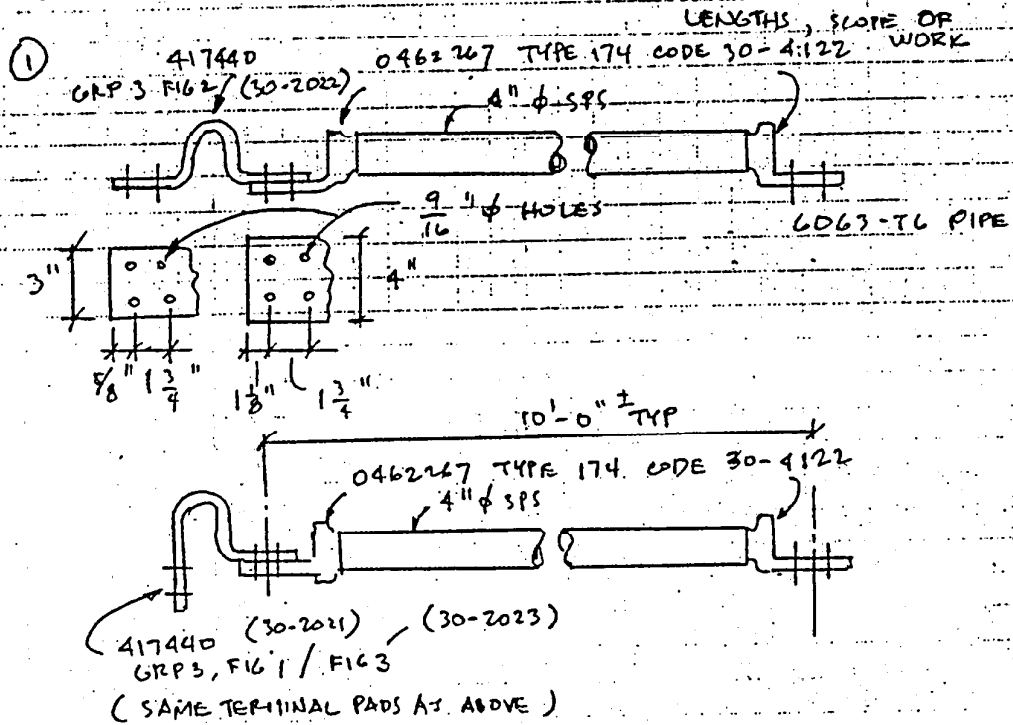 LENGTHS, SCOPE OF WORK
①
417440
GRP 3 FIG 2 / (30-2022)
0462267 TYPE 174 CODE 30-4122
4" ϕ SPS
9/16" ϕ HOLES
6063-T6 PIPE
3"
4"
5/8" 1 3/4"
1 1/8" 1 3/4"
10'-0" ± TYP
0462267 TYPE 174 CODE 30-4122
4" ϕ SPS
417440 (30-2021) (30-2023)
GRP 3, FIG 1 / FIG 3
(SAME TERMINAL PADS AS ABOVE)